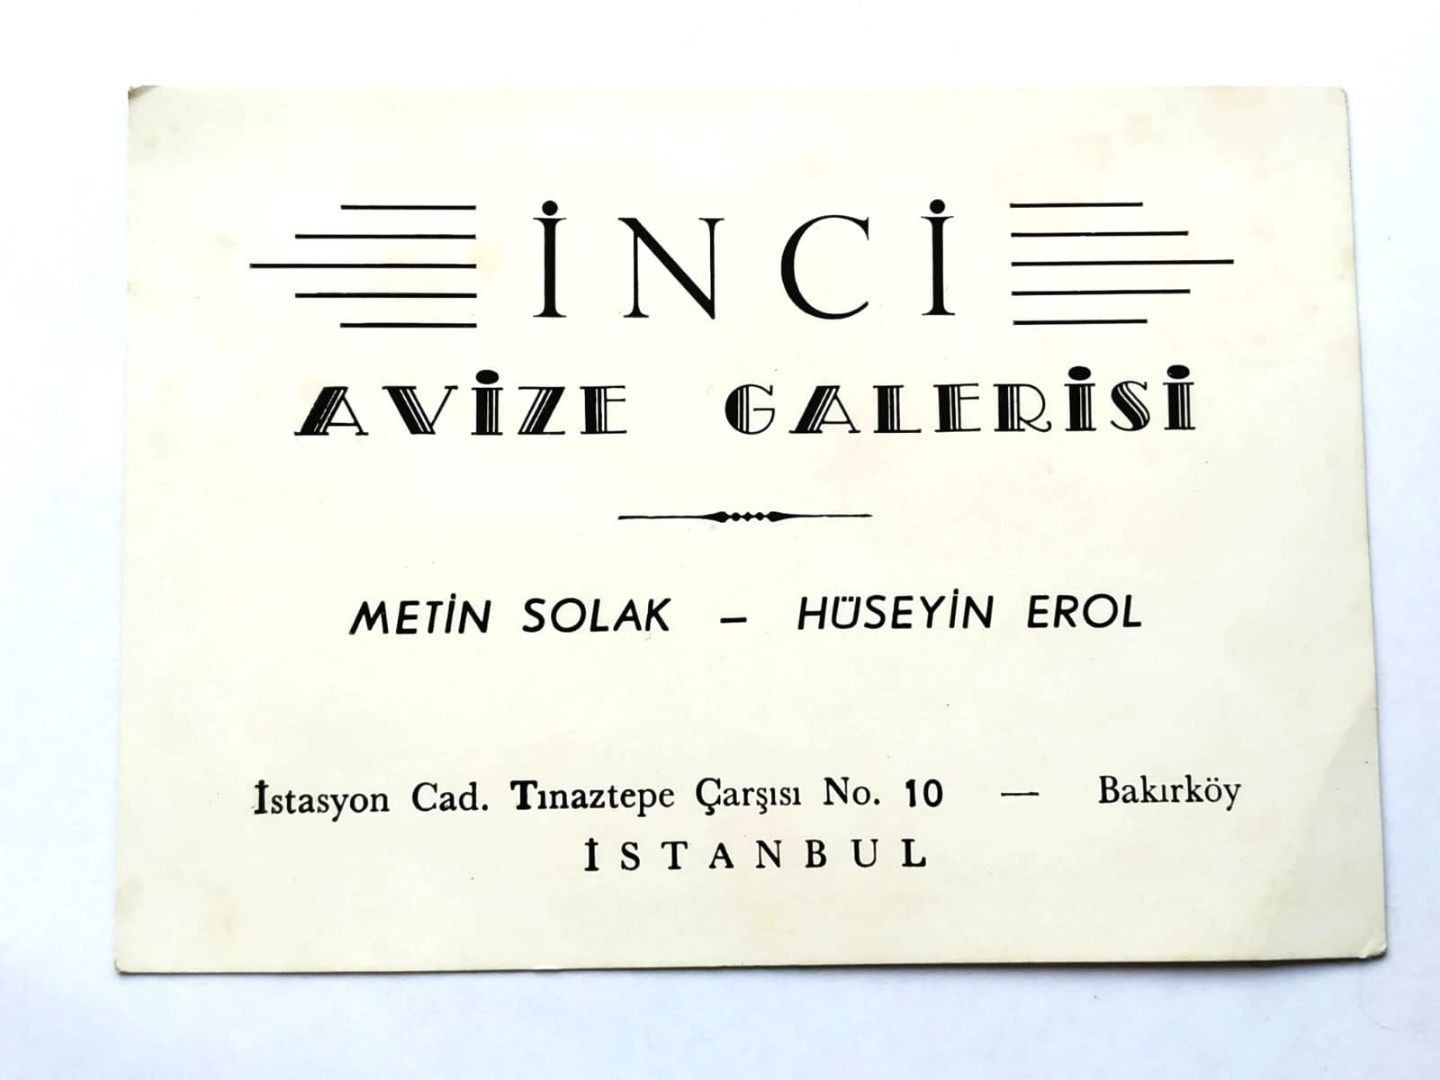 İNCİ
AVİZE GALERİSİ
METİN SOLAK – HÜSEYİN EROL
İstasyon Cad. Tınaztepe Çarşısı No. 10 — Bakırköy
İSTANBUL